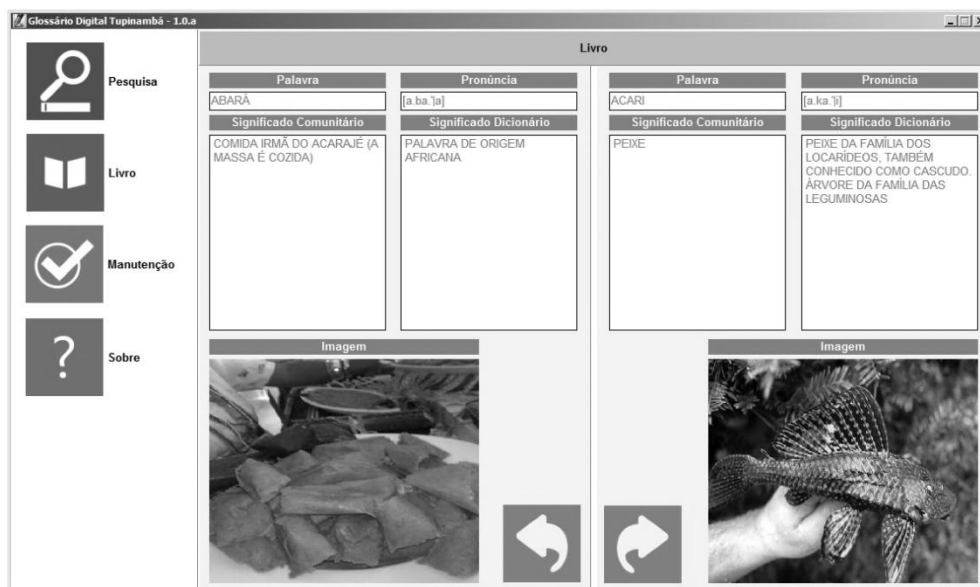 Glossário Digital Tupinambá - 1.0.a
Pesquisa
Livro
Manutenção
Sobre
Livro
Palavra
ABARÁ
Pronúncia
[a.ba.'ɾa]
Significado Comunitário
COMIDA IRMÃ DO ACARAJÉ (A
MASSA É COZIDA)
Significado Dicionário
PALAVRA DE ORIGEM
AFRICANA
Imagem
Palavra
ACARI
Pronúncia
[a.ka.'ɾi]
Significado Comunitário
PEIXE
Significado Dicionário
PEIXE DA FAMÍLIA DOS
LOCARÍDEOS, TAMBÉM
CONHECIDO COMO CASCUDO.
ÁRVORE DA FAMÍLIA DAS
LEGUMINOSAS
Imagem